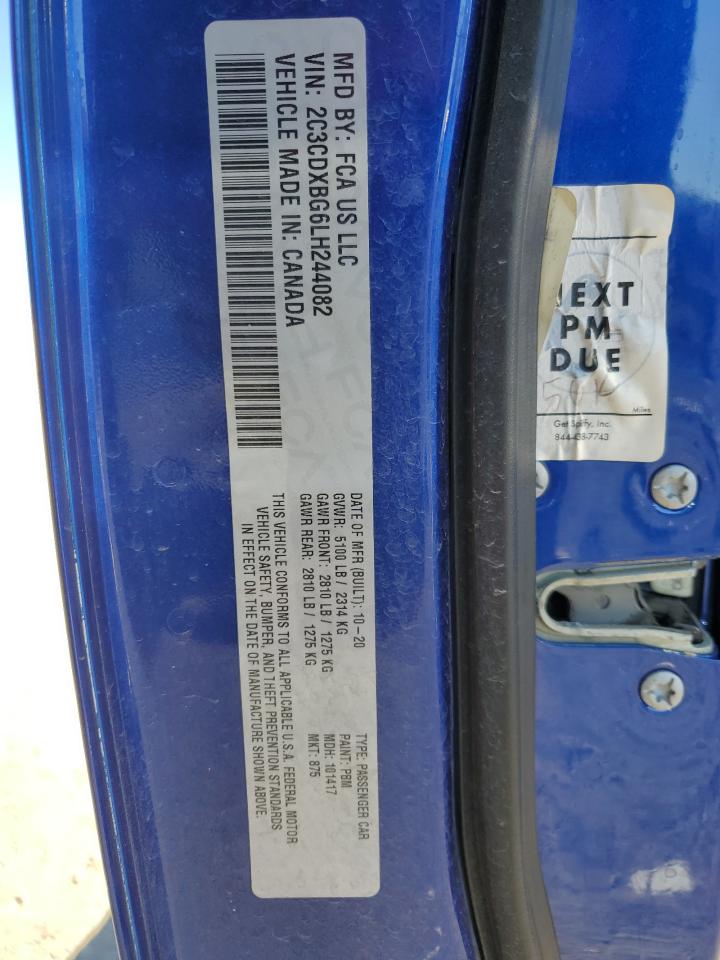 MFD BY: FCA US LLC
VIN: 2C3CDXBG6LH244082
VEHICLE MADE IN: CANADA
DATE OF MFR (BUILT): 10-20
GVWR: 5100 LB / 2314 KG
GAWR FRONT: 2810 LB / 1275 KG
GAWR REAR: 2810 LB / 1275 KG
TYPE: PASSENGER CAR
PAINT: PBM
MDH: 101417
MKT: 875
THIS VEHICLE CONFORMS TO ALL APPLICABLE U.S.A. FEDERAL MOTOR
VEHICLE SAFETY, BUMPER, AND THEFT PREVENTION STANDARDS
IN EFFECT ON THE DATE OF MANUFACTURE SHOWN ABOVE.
NEXT
PM
DUE
Miles
Get Spiffy, Inc.
844-438-7743